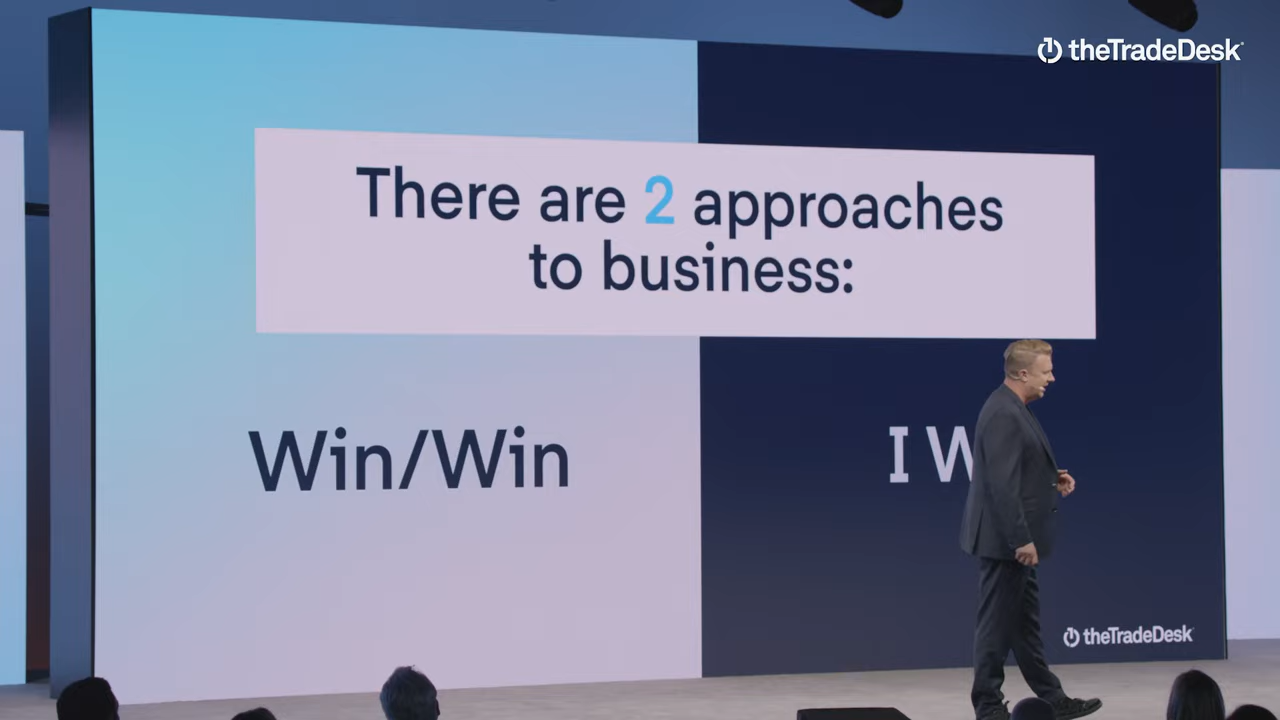 theTradeDesk
There are 2 approaches
to business:
Win/Win
I
theTradeDesk